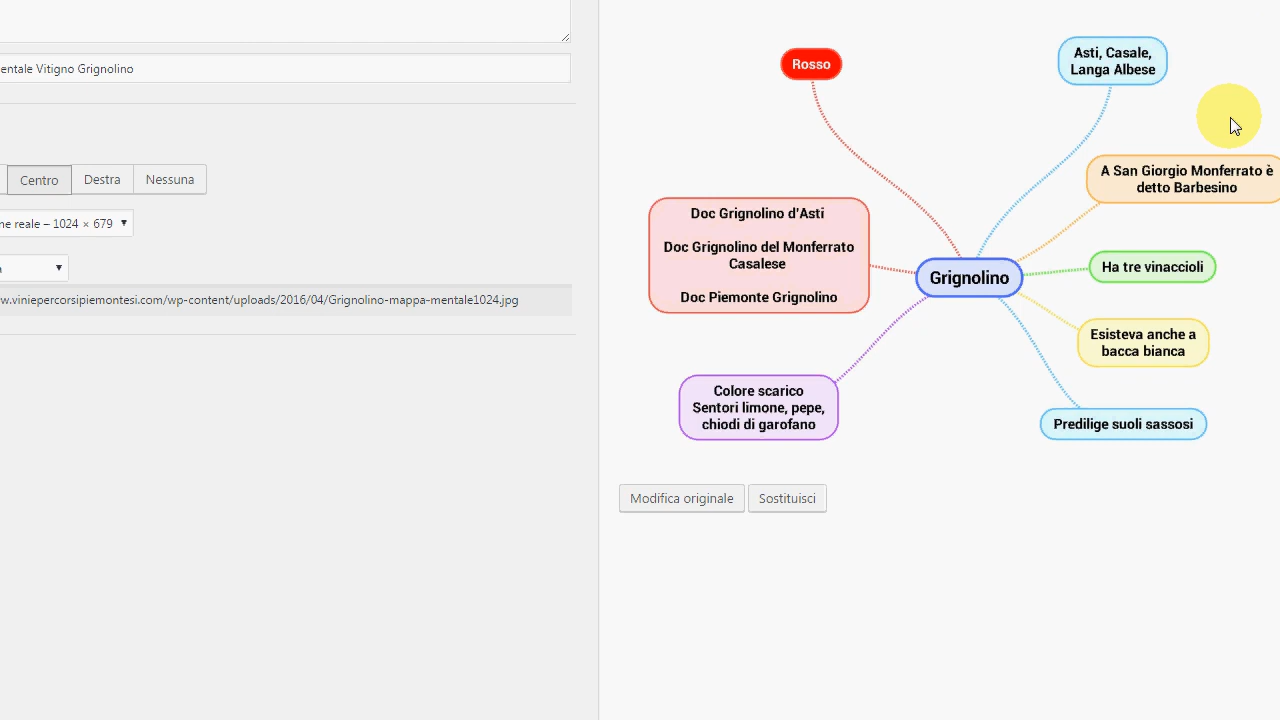 entale Vitigno Grignolino
Centro
Destra
Nessuna
ne reale – 1024 × 679
w.viniepercorsipiemontesi.com/wp-content/uploads/2016/04/Grignolino-mappa-mentale1024.jpg
Rosso
Asti, Casale,
Langa Albese
A San Giorgio Monferrato è
detto Barbesino
Doc Grignolino d'Asti
Doc Grignolino del Monferrato
Casalese
Doc Piemonte Grignolino
Grignolino
Ha tre vinaccioli
Esisteva anche a
bacca bianca
Colore scarico
Sentori limone, pepe,
chiodi di garofano
Predilige suoli sassosi
Modifica originale
Sostituisci